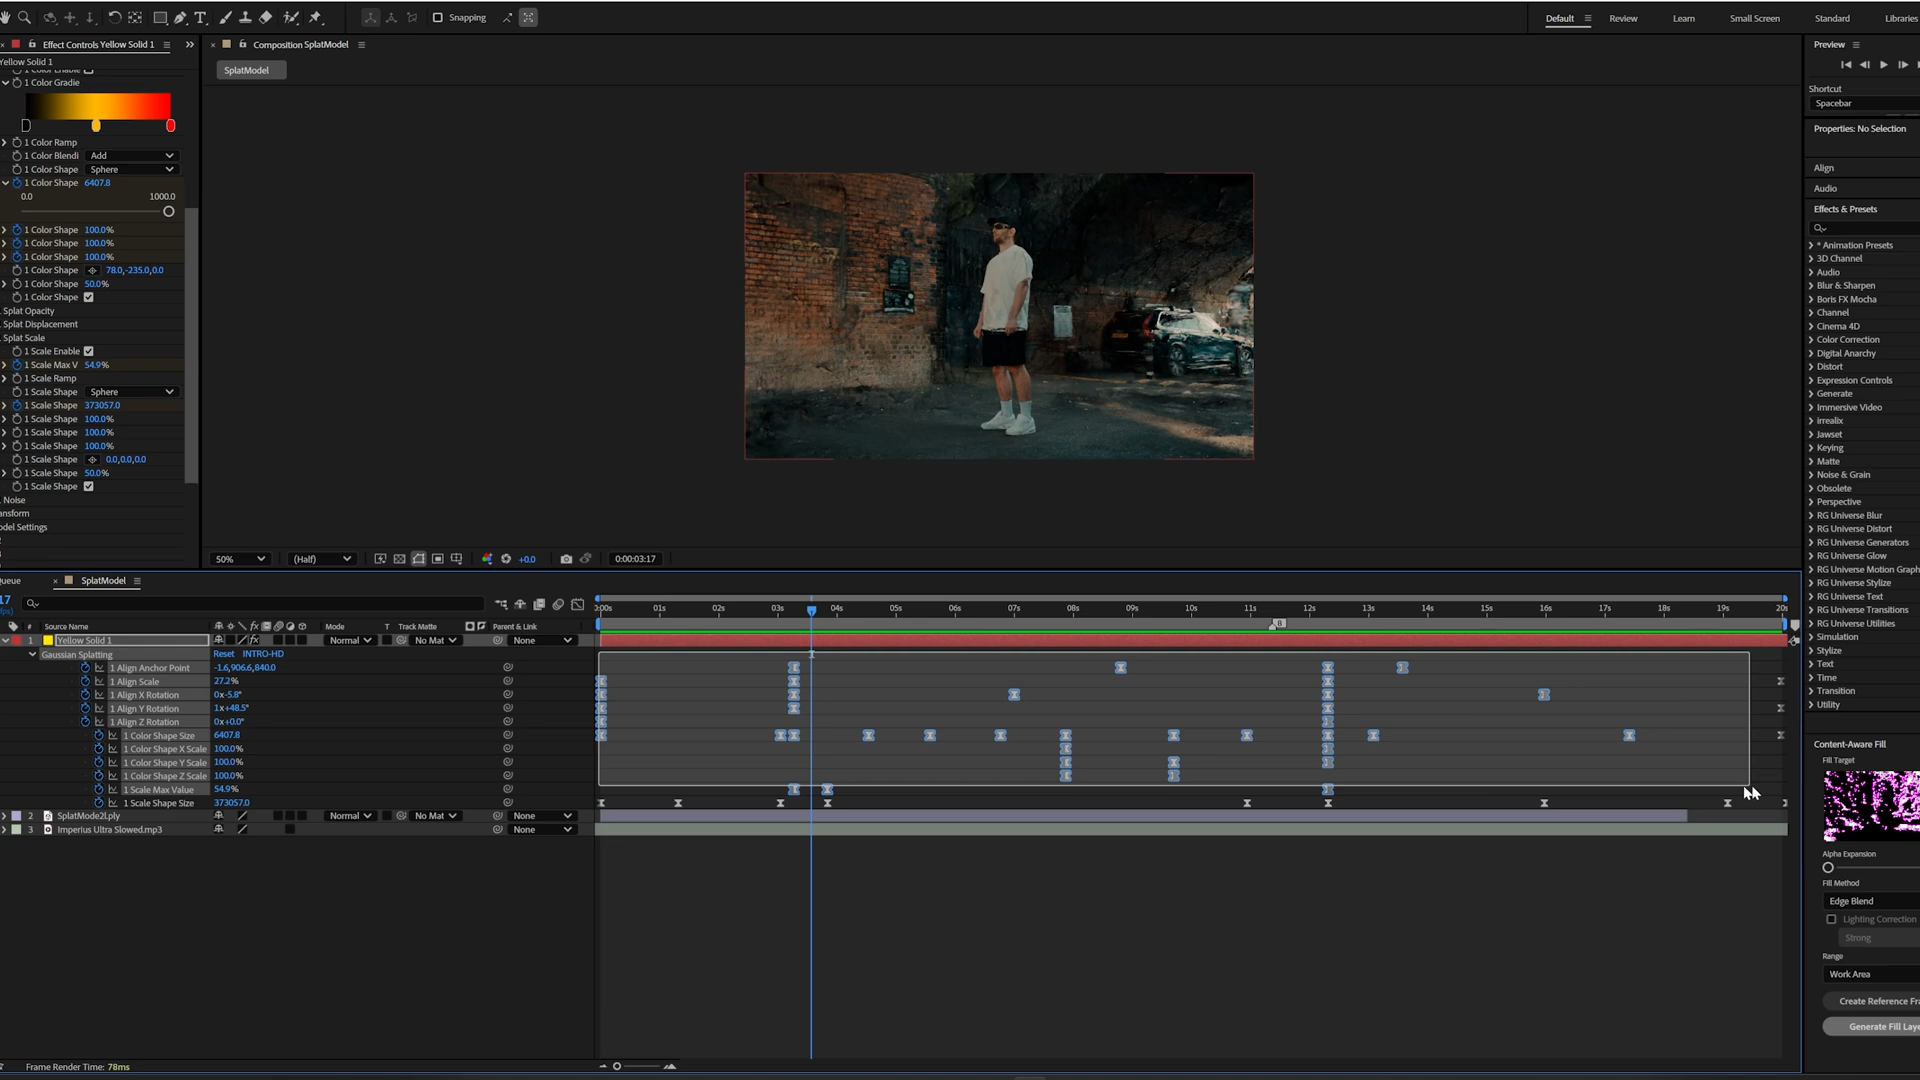 Snapping
Default
Review
Learn
Small Screen
Standard
Libraries
Effect Controls Yellow Solid 1
Composition SplatModel
Preview
Yellow Solid 1
SplatModel
1 Color Enable
1 Color Gradie
Shortcut
Spacebar
Properties: No Selection
1 Color Ramp
1 Color Blendi Add
1 Color Shape Sphere
1 Color Shape 6407.8
0.0 1000.0
1 Color Shape 100.0%
1 Color Shape 100.0%
1 Color Shape 100.0%
1 Color Shape 78.0,-235.0,0.0
1 Color Shape 50.0%
1 Color Shape
Splat Opacity
Splat Displacement
Splat Scale
1 Scale Enable
1 Scale Max V 54.9%
1 Scale Ramp
1 Scale Shape Sphere
1 Scale Shape 373057.0
1 Scale Shape 100.0%
1 Scale Shape 100.0%
1 Scale Shape 100.0%
1 Scale Shape 0.0,0.0,0.0
1 Scale Shape 50.0%
1 Scale Shape
Noise
ansform
odel Settings
Align
Audio
Effects & Presets
* Animation Presets
3D Channel
Audio
Blur & Sharpen
Boris FX Mocha
Channel
Cinema 4D
Color Correction
Digital Anarchy
Distort
Expression Controls
Generate
Immersive Video
irrealix
Jawset
Keying
Matte
Noise & Grain
Obsolete
Perspective
RG Universe Blur
RG Universe Distort
RG Universe Generators
RG Universe Glow
RG Universe Motion Graph
RG Universe Stylize
RG Universe Text
RG Universe Transitions
RG Universe Utilities
Simulation
Stylize
Text
Time
Transition
Utility
50%
(Half)
+0.0
0:00:03:17
Queue
SplatModel
17
fps)
:00s 01s 02s 03s 04s 05s 06s 07s 08s 09s 10s 11s 12s 13s 14s 15s 16s 17s 18s 19s 20s
8
# Source Name Mode T Track Matte Parent & Link
1 Yellow Solid 1 Normal No Mat None
Gaussian Splatting Reset INTRO-HD
1 Align Anchor Point -1.6,906.6,840.0
1 Align Scale 27.2%
1 Align X Rotation 0x-5.8°
1 Align Y Rotation 1x+48.5°
1 Align Z Rotation 0x+0.0°
1 Color Shape Size 6407.8
1 Color Shape X Scale 100.0%
1 Color Shape Y Scale 100.0%
1 Color Shape Z Scale 100.0%
1 Scale Max Value 54.9%
1 Scale Shape Size 373057.0
2 SplatMode2l.ply Normal No Mat None
3 Imperius Ultra Slowed.mp3 None
Content-Aware Fill
Fill Target
Alpha Expansion
Fill Method
Edge Blend
Lighting Correction
Strong
Range
Work Area
Create Reference Fra
Generate Fill Laye
Frame Render Time: 78ms